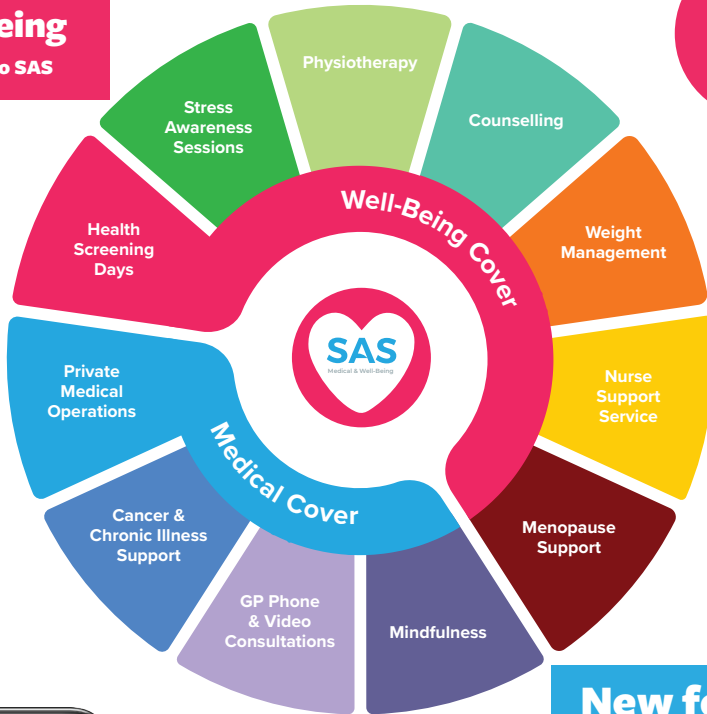 eing
o SAS
Physiotherapy
Stress
Awareness
Sessions
Counselling
Health
Screening
Days
Weight
Management
Well-Being Cover
SAS
Medical & Well-Being
Private
Medical
Operations
Nurse
Support
Service
Medical Cover
Cancer &
Chronic Illness
Support
Menopause
Support
GP Phone
& Video
Consultations
Mindfulness
New fo